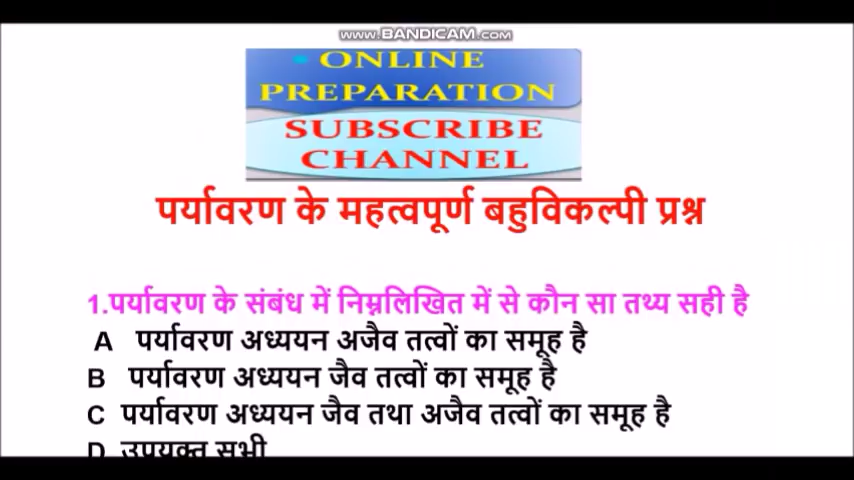 www.BANDICAM.com
ONLINE
PREPARATION
SUBSCRIBE
CHANNEL
पर्यावरण के महत्वपूर्ण बहुविकल्पी प्रश्न
1.पर्यावरण के संबंध में निम्नलिखित में से कौन सा तथ्य सही है
A पर्यावरण अध्ययन अजैव तत्वों का समूह है
B पर्यावरण अध्ययन जैव तत्वों का समूह है
C पर्यावरण अध्ययन जैव तथा अजैव तत्वों का समूह है
D उपयुक्त सभी